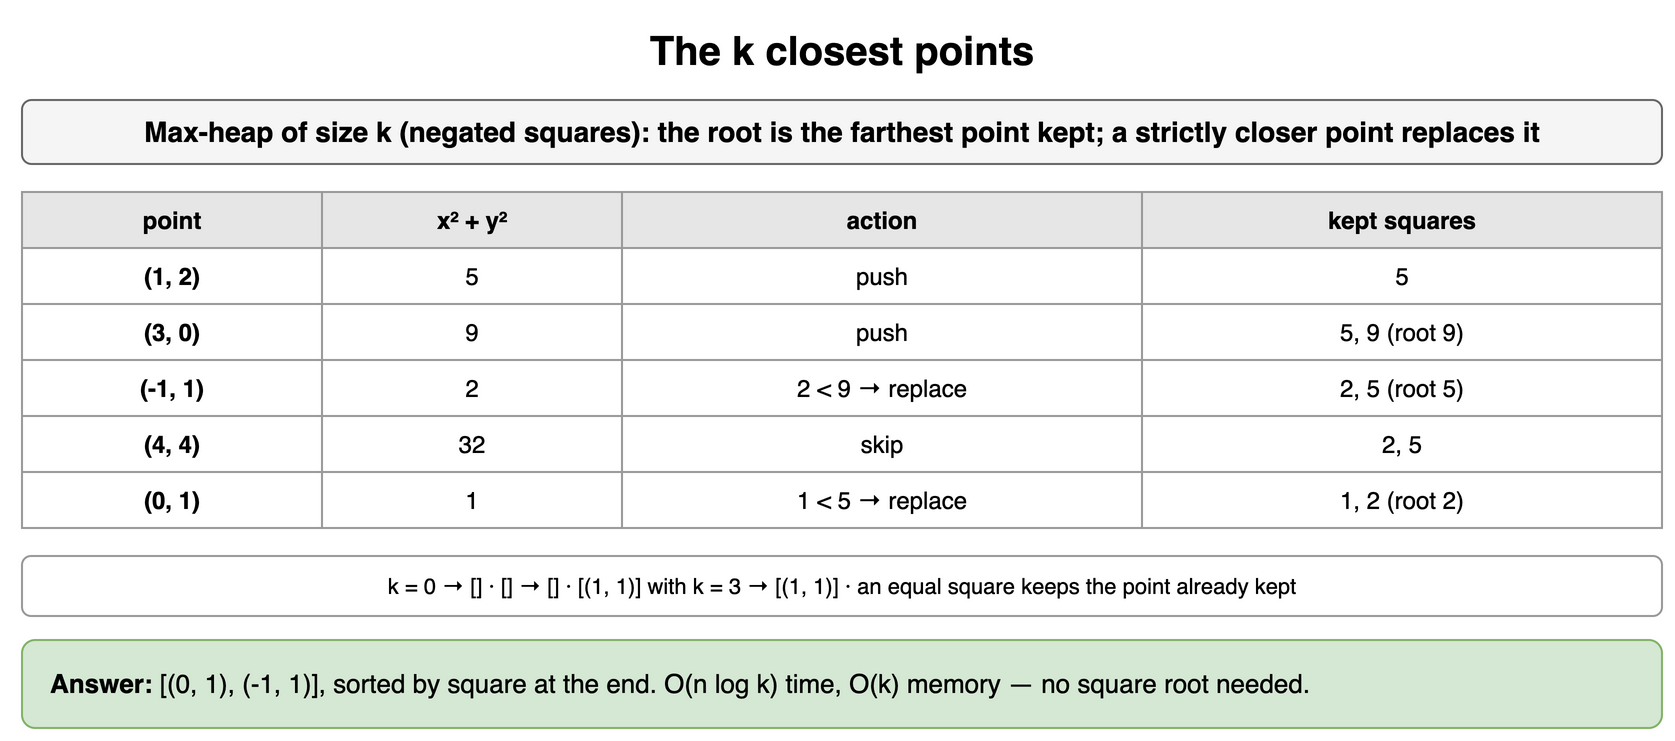 The k closest points
Max-heap of size k (negated squares): the root is the farthest point kept; a strictly closer point replaces it
point x² + y² action kept squares
(1, 2) 5 push 5
(3, 0) 9 push 5, 9 (root 9)
(-1, 1) 2 2 < 9 → replace 2, 5 (root 5)
(4, 4) 32 skip 2, 5
(0, 1) 1 1 < 5 → replace 1, 2 (root 2)
k = 0 → [] · [] → [] · [(1, 1)] with k = 3 → [(1, 1)] · an equal square keeps the point already kept
Answer: [(0, 1), (-1, 1)], sorted by square at the end. O(n log k) time, O(k) memory — no square root needed.